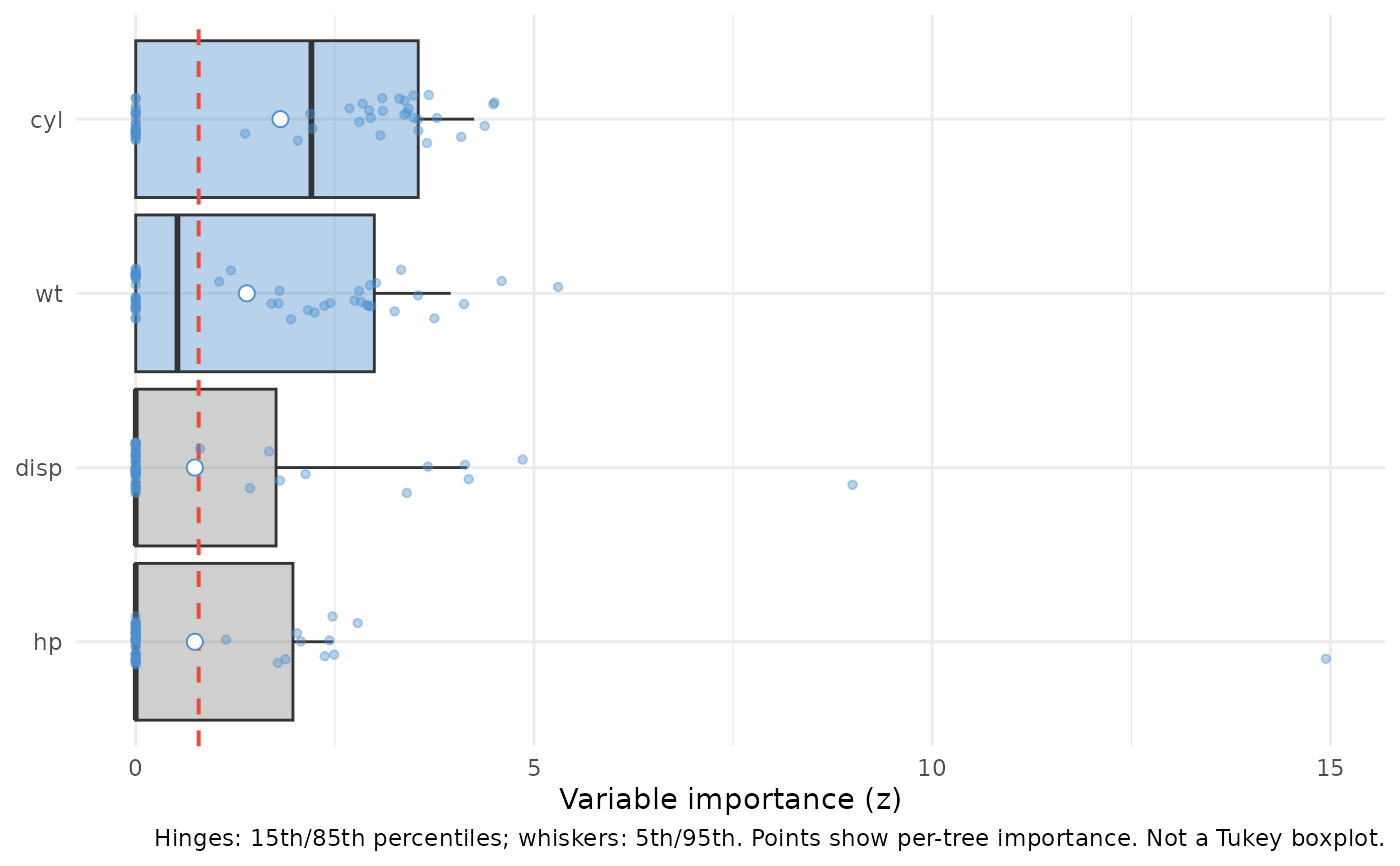 cyl
wt
disp
hp
0 5 10 15
Variable importance (z)
Hinges: 15th/85th percentiles; whiskers: 5th/95th. Points show per-tree importance. Not a Tukey boxplot.